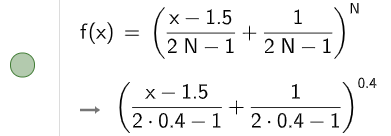 f(x) = ((x − 1.5)/(2 N − 1) + 1/(2 N − 1))^N
→ ((x − 1.5)/(2 · 0.4 − 1) + 1/(2 · 0.4 − 1))^0.4